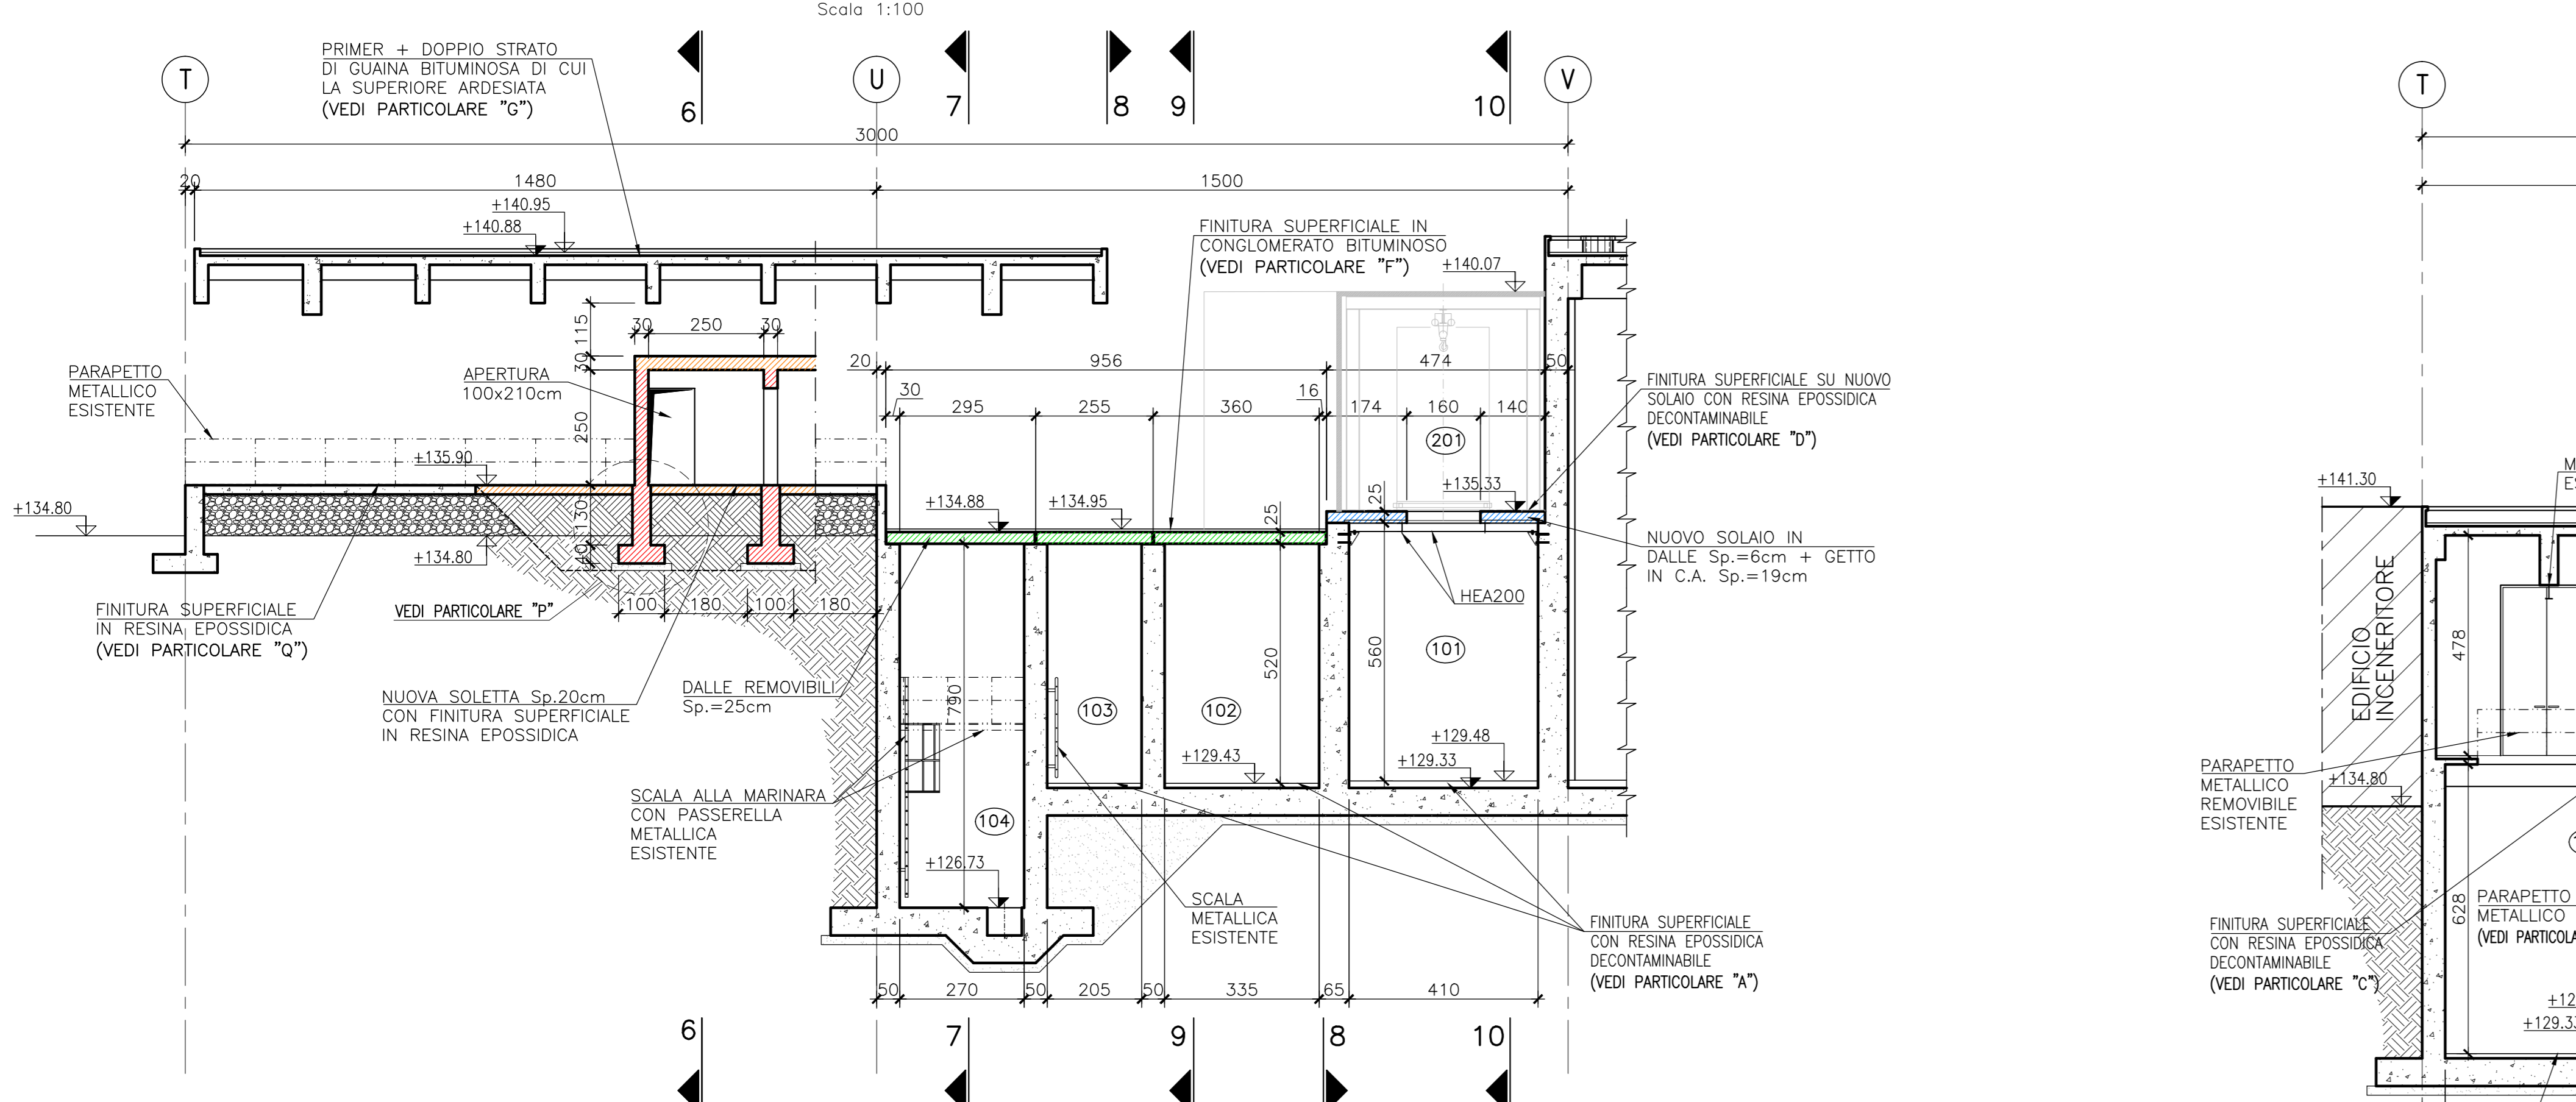 Scala 1:100
T
PRIMER + DOPPIO STRATO
DI GUAINA BITUMINOSA DI CUI
LA SUPERIORE ARDESIATA
(VEDI PARTICOLARE "G")
6
U
7
8
9
10
V
T
3000
20
1480
1500
+140.95
+140.88
FINITURA SUPERFICIALE IN
CONGLOMERATO BITUMINOSO
(VEDI PARTICOLARE "F")
+140.07
115
30
250
30
30
250
130
40
20
956
474
50
30
295
255
360
16
174
160
140
PARAPETTO
METALLICO
ESISTENTE
APERTURA
100x210cm
FINITURA SUPERFICIALE SU NUOVO
SOLAIO CON RESINA EPOSSIDICA
DECONTAMINABILE
(VEDI PARTICOLARE "D")
201
+135.90
+135.33
+134.80
+134.88
+134.95
25
25
+134.80
NUOVO SOLAIO IN
DALLE Sp.=6cm + GETTO
IN C.A. Sp.=19cm
HEA200
100
180
100
180
VEDI PARTICOLARE "P"
FINITURA SUPERFICIALE
IN RESINA EPOSSIDICA
(VEDI PARTICOLARE "Q")
NUOVA SOLETTA Sp.20cm
CON FINITURA SUPERFICIALE
IN RESINA EPOSSIDICA
DALLE REMOVIBILI
Sp.=25cm
790
520
560
103
102
101
104
+129.43
+129.48
+129.33
+126.73
SCALA ALLA MARINARA
CON PASSERELLA
METALLICA
ESISTENTE
SCALA
METALLICA
ESISTENTE
FINITURA SUPERFICIALE
CON RESINA EPOSSIDICA
DECONTAMINABILE
(VEDI PARTICOLARE "A")
50
270
50
205
50
335
65
410
6
7
9
8
10
+141.30
EDIFICIO
INCENERITORE
478
628
PARAPETTO
METALLICO
REMOVIBILE
ESISTENTE
+134.80
FINITURA SUPERFICIALE
CON RESINA EPOSSIDICA
DECONTAMINABILE
(VEDI PARTICOLARE "C")
PARAPETTO
METALLICO
(VEDI